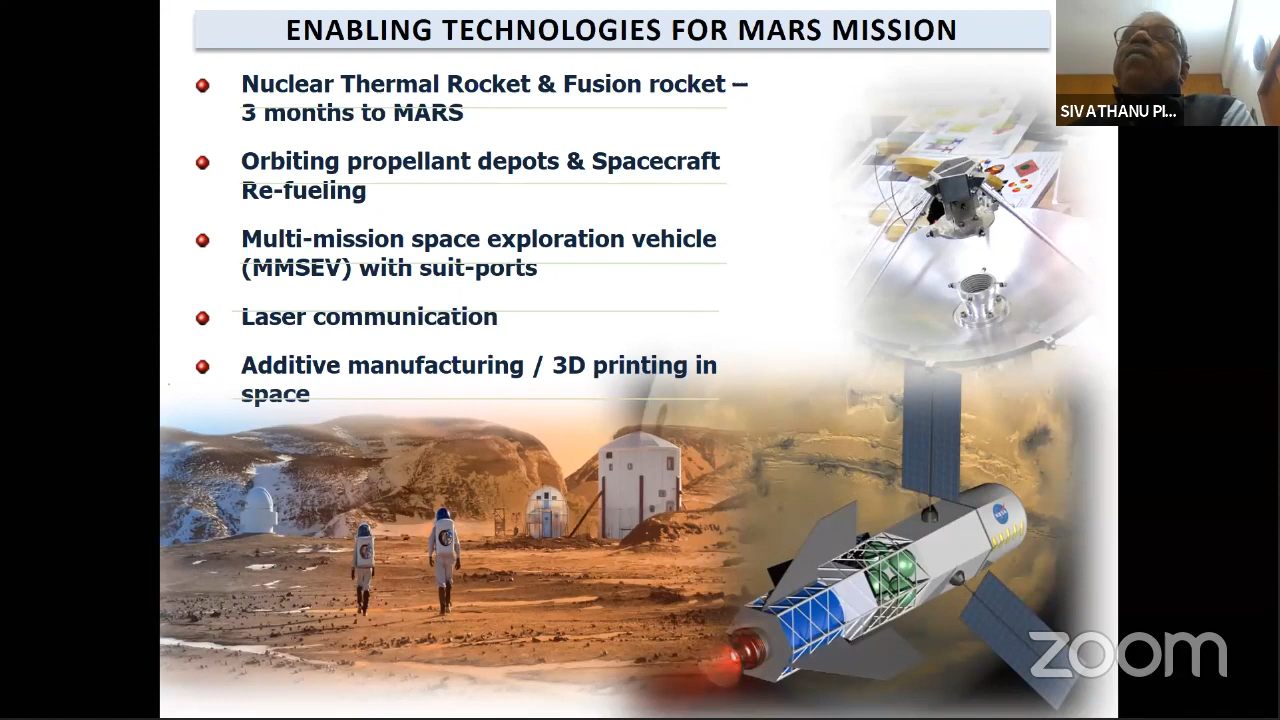 ENABLING TECHNOLOGIES FOR MARS MISSION
Nuclear Thermal Rocket & Fusion rocket –
3 months to MARS
Orbiting propellant depots & Spacecraft
Re-fueling
Multi-mission space exploration vehicle
(MMSEV) with suit-ports
Laser communication
Additive manufacturing / 3D printing in
space
SIVATHANU PI...
NASA
zoom